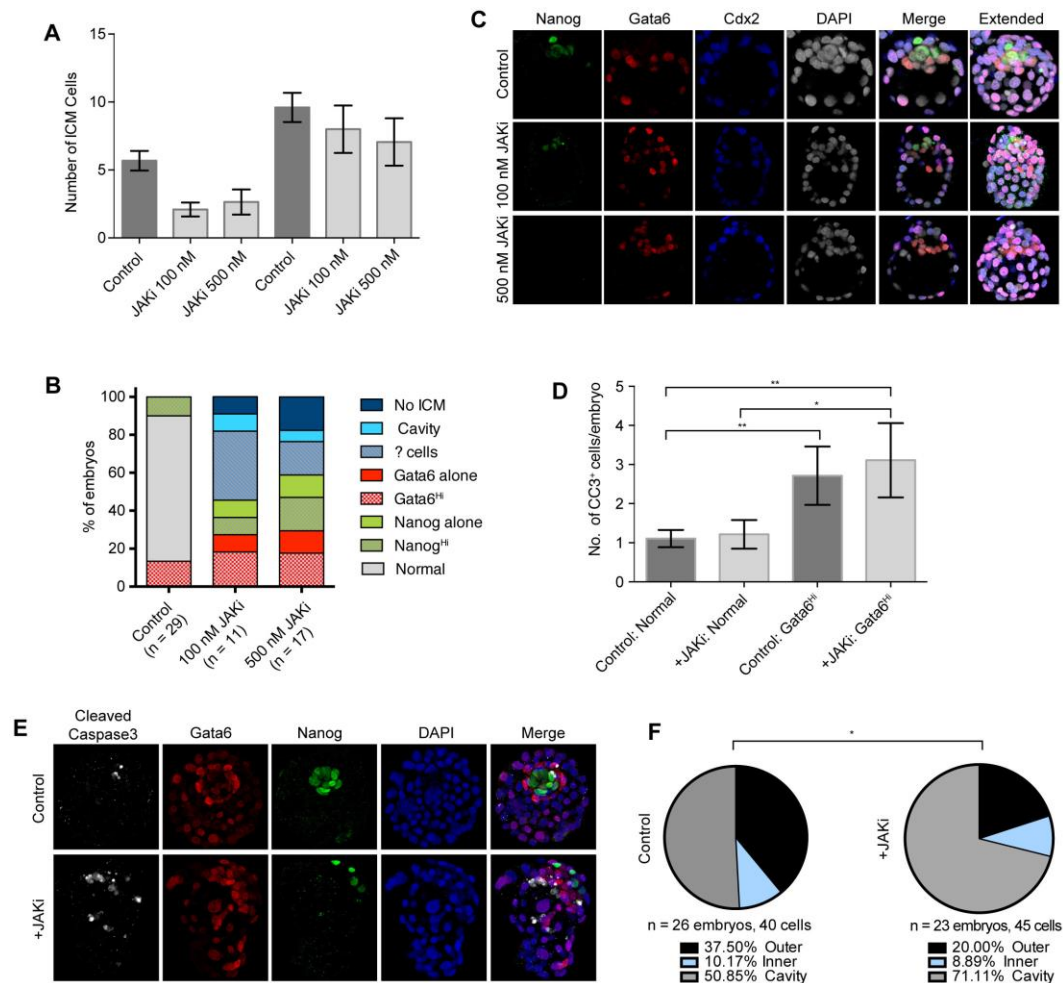 A
Number of ICM Cells
15
10
5
0
Control
JAKi 100 nM
JAKi 500 nM
Control
JAKi 100 nM
JAKi 500 nM
B
% of embryos
100
80
60
40
20
0
Control
(n = 29)
100 nM JAKi
(n = 11)
500 nM JAKi
(n = 17)
No ICM
Cavity
? cells
Gata6 alone
Gata6Hi
Nanog alone
NanogHi
Normal
C
Nanog Gata6 Cdx2 DAPI Merge Extended
Control
100 nM JAKi
500 nM JAKi
D
No. of CC3+ cells/embryo
5
4
3
2
1
0
**
*
**
Control: Normal
+JAKi: Normal
Control: Gata6Hi
+JAKi: Gata6Hi
E
Cleaved
Caspase3 Gata6 Nanog DAPI Merge
Control
+JAKi
F
*
Control
n = 26 embryos, 40 cells
37.50% Outer
10.17% Inner
50.85% Cavity
+JAKi
n = 23 embryos, 45 cells
20.00% Outer
8.89% Inner
71.11% Cavity